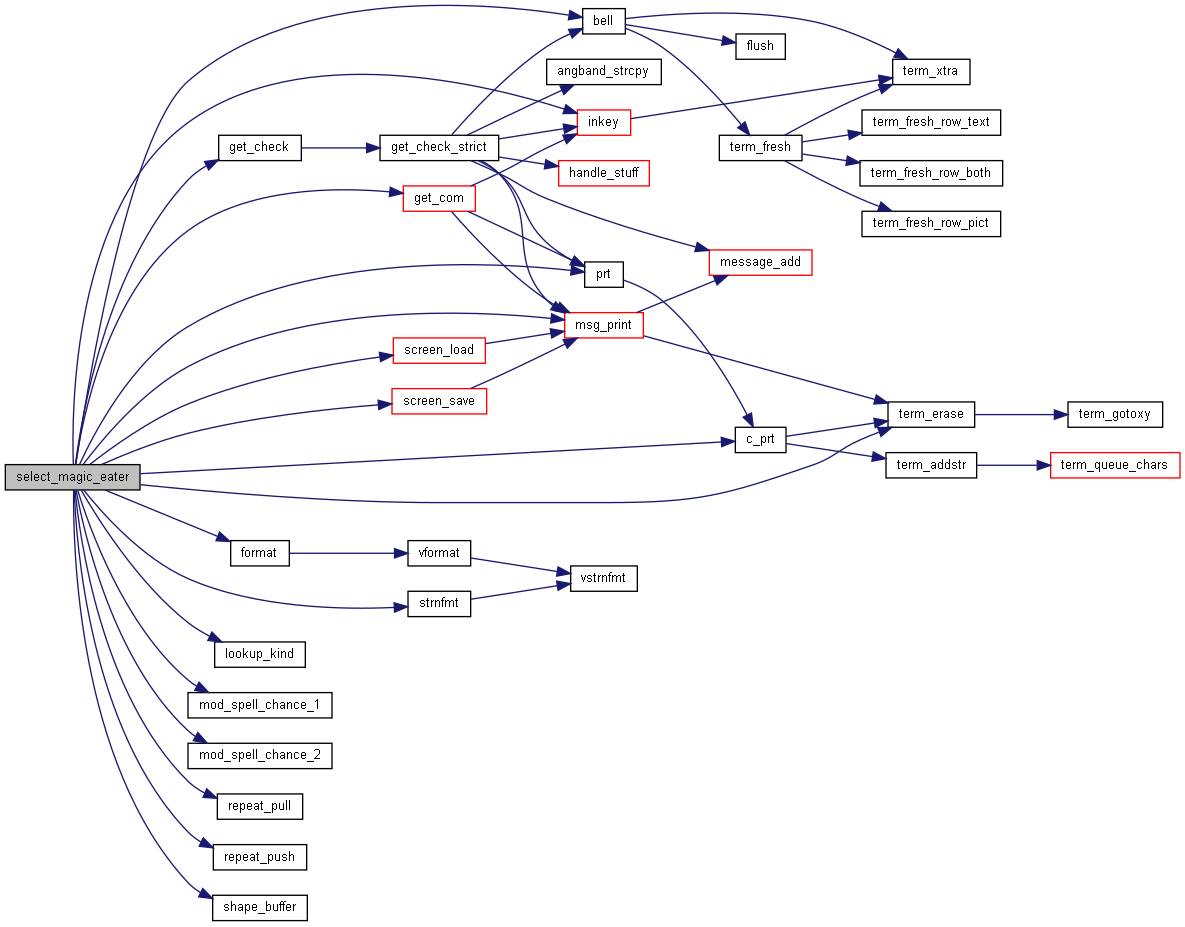 bell
flush
term_xtra
angband_strcpy
inkey
term_fresh_row_text
get_check
get_check_strict
term_fresh
handle_stuff
term_fresh_row_both
get_com
term_fresh_row_pict
message_add
prt
msg_print
screen_load
screen_save
term_erase
term_gotoxy
c_prt
term_addstr
term_queue_chars
select_magic_eater
format
vformat
vstrnfmt
strnfmt
lookup_kind
mod_spell_chance_1
mod_spell_chance_2
repeat_pull
repeat_push
shape_buffer